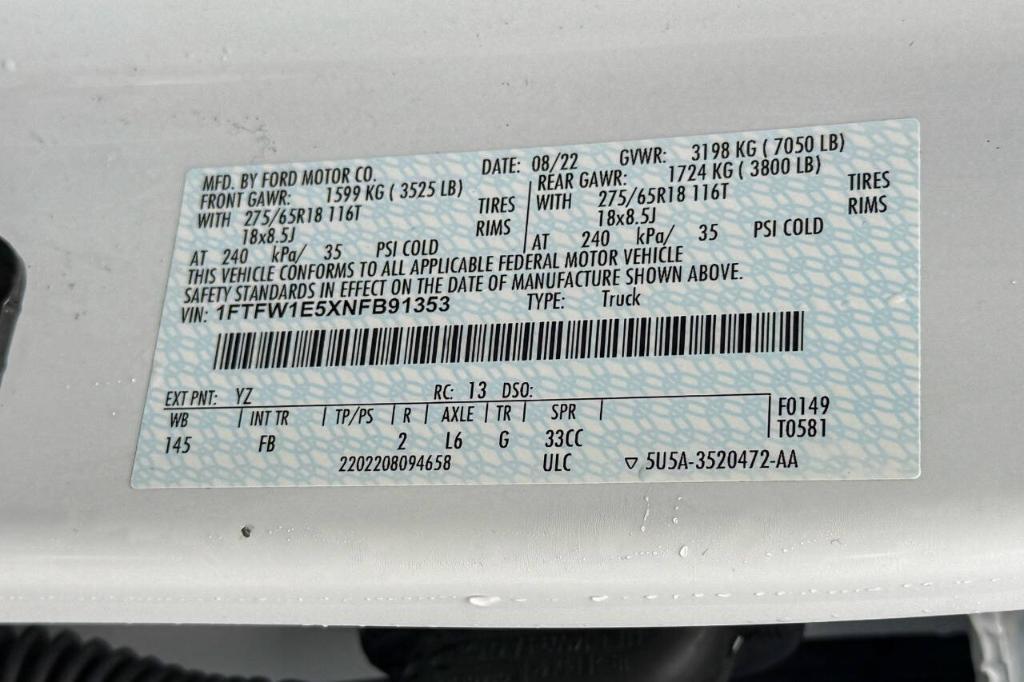 MFD. BY FORD MOTOR CO. DATE: 08/22 GVWR: 3198 KG ( 7050 LB)
FRONT GAWR: 1599 KG ( 3525 LB) REAR GAWR: 1724 KG ( 3800 LB)
WITH 275/65R18 116T TIRES WITH 275/65R18 116T TIRES
18x8.5J RIMS 18x8.5J RIMS
AT 240 kPa/ 35 PSI COLD AT 240 kPa/ 35 PSI COLD
THIS VEHICLE CONFORMS TO ALL APPLICABLE FEDERAL MOTOR VEHICLE
SAFETY STANDARDS IN EFFECT ON THE DATE OF MANUFACTURE SHOWN ABOVE.
VIN: 1FTFW1E5XNFB91353 TYPE: Truck
EXT PNT: YZ RC: 13 DSO:
WB INT TR TP/PS R AXLE TR SPR F0149
145 FB 2 L6 G 33CC T0581
2202208094658 ULC ▽ 5U5A-3520472-AA